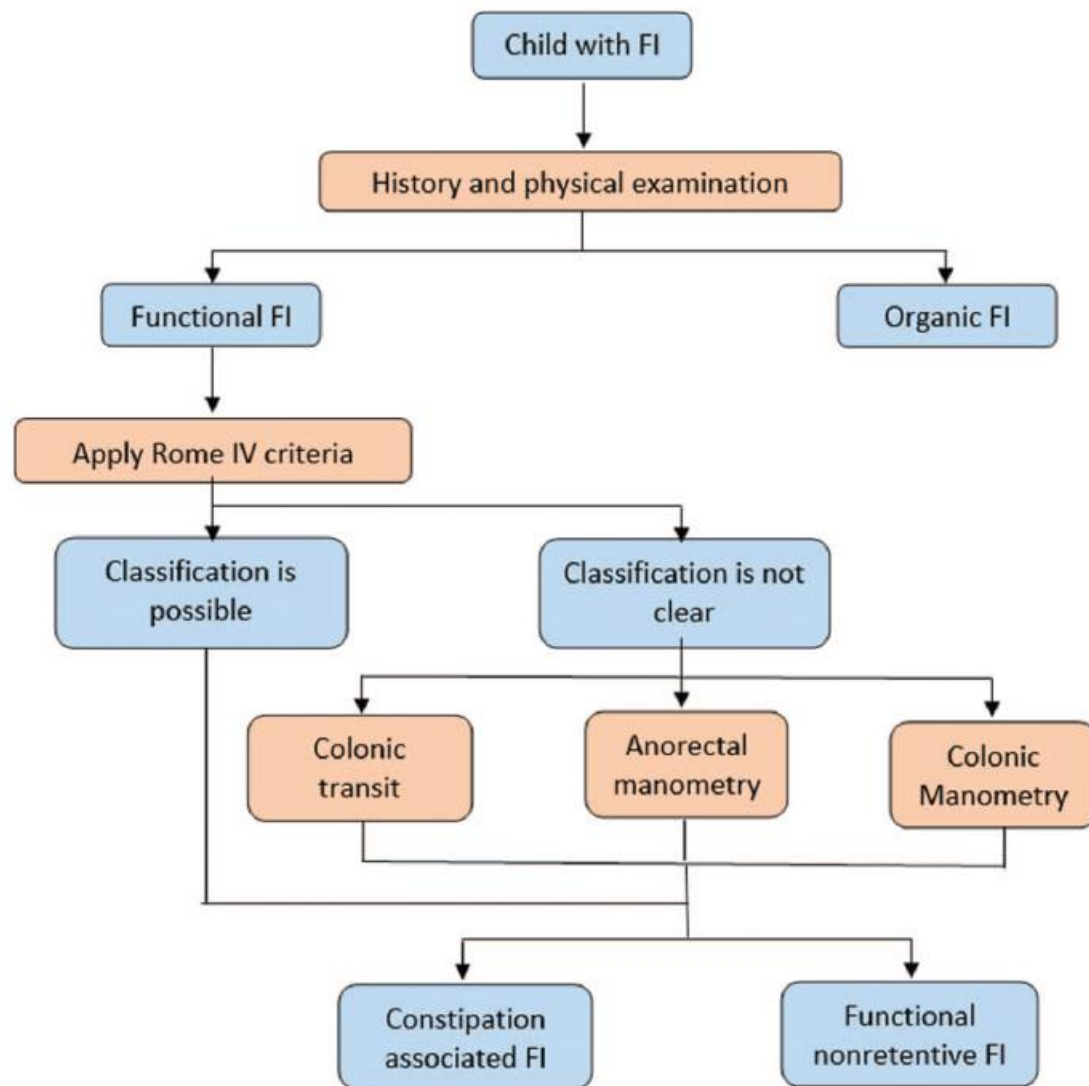 Child with FI
History and physical examination
Functional FI
Organic FI
Apply Rome IV criteria
Classification is
possible
Classification is not
clear
Colonic
transit
Anorectal
manometry
Colonic
Manometry
Constipation
associated FI
Functional
nonretentive FI